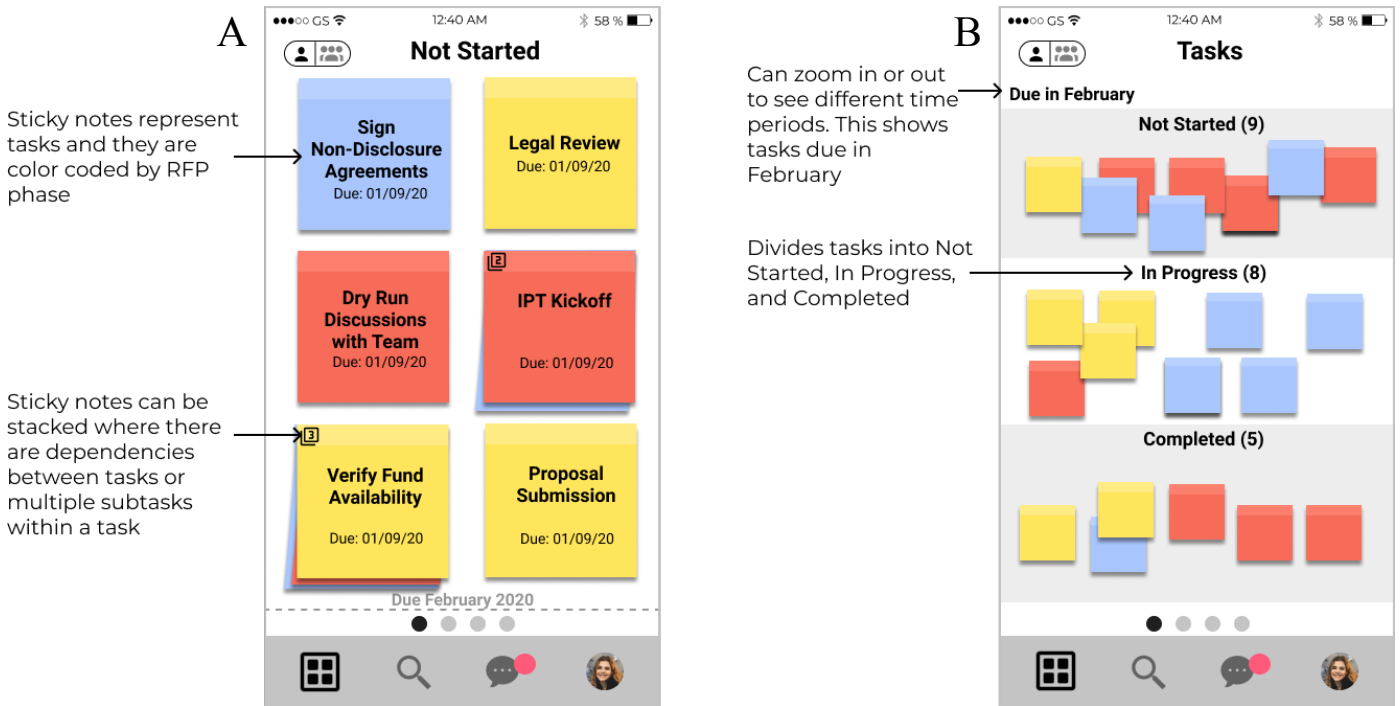 A
●●●○○ GS
12:40 AM
58 %
Not Started
Sticky notes represent
tasks and they are
color coded by RFP
phase
Sign
Non-Disclosure
Agreements
Due: 01/09/20
Legal Review
Due: 01/09/20
Dry Run
Discussions
with Team
Due: 01/09/20
2
IPT Kickoff
Due: 01/09/20
Sticky notes can be
stacked where there
are dependencies
between tasks or
multiple subtasks
within a task
3
Verify Fund
Availability
Due: 01/09/20
Proposal
Submission
Due: 01/09/20
Due February 2020
B
●●●○○ GS
12:40 AM
58 %
Tasks
Can zoom in or out
to see different time
periods. This shows
tasks due in
February
Due in February
Not Started (9)
Divides tasks into Not
Started, In Progress,
and Completed
In Progress (8)
Completed (5)